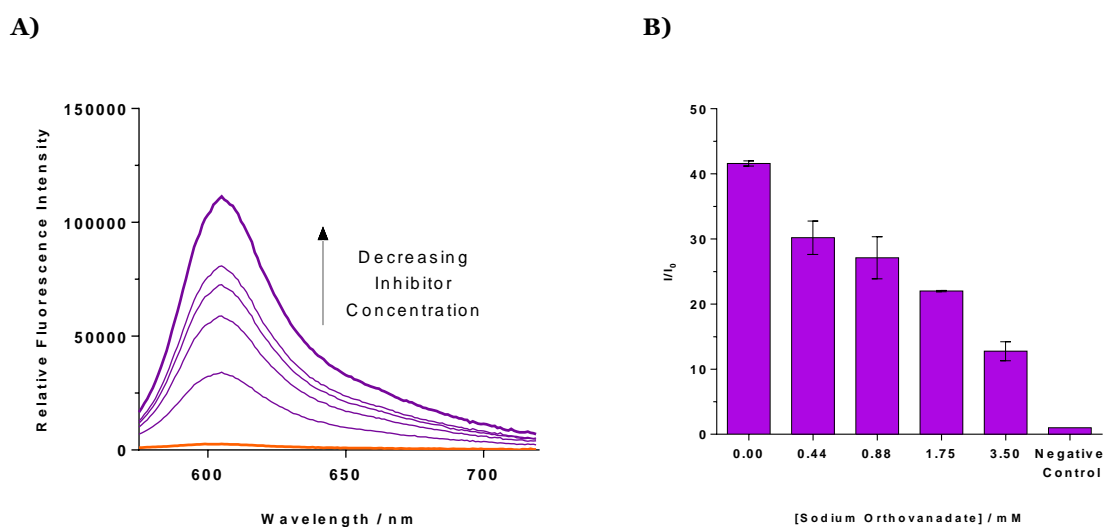 A)
150000
100000
50000
0
Relative Fluorescence Intensity
Decreasing
Inhibitor
Concentration
600
650
700
Wavelength / nm
B)
50
40
30
20
10
0
I/I₀
0.00
0.44
0.88
1.75
3.50
Negative
Control
[Sodium Orthovanadate] / mM